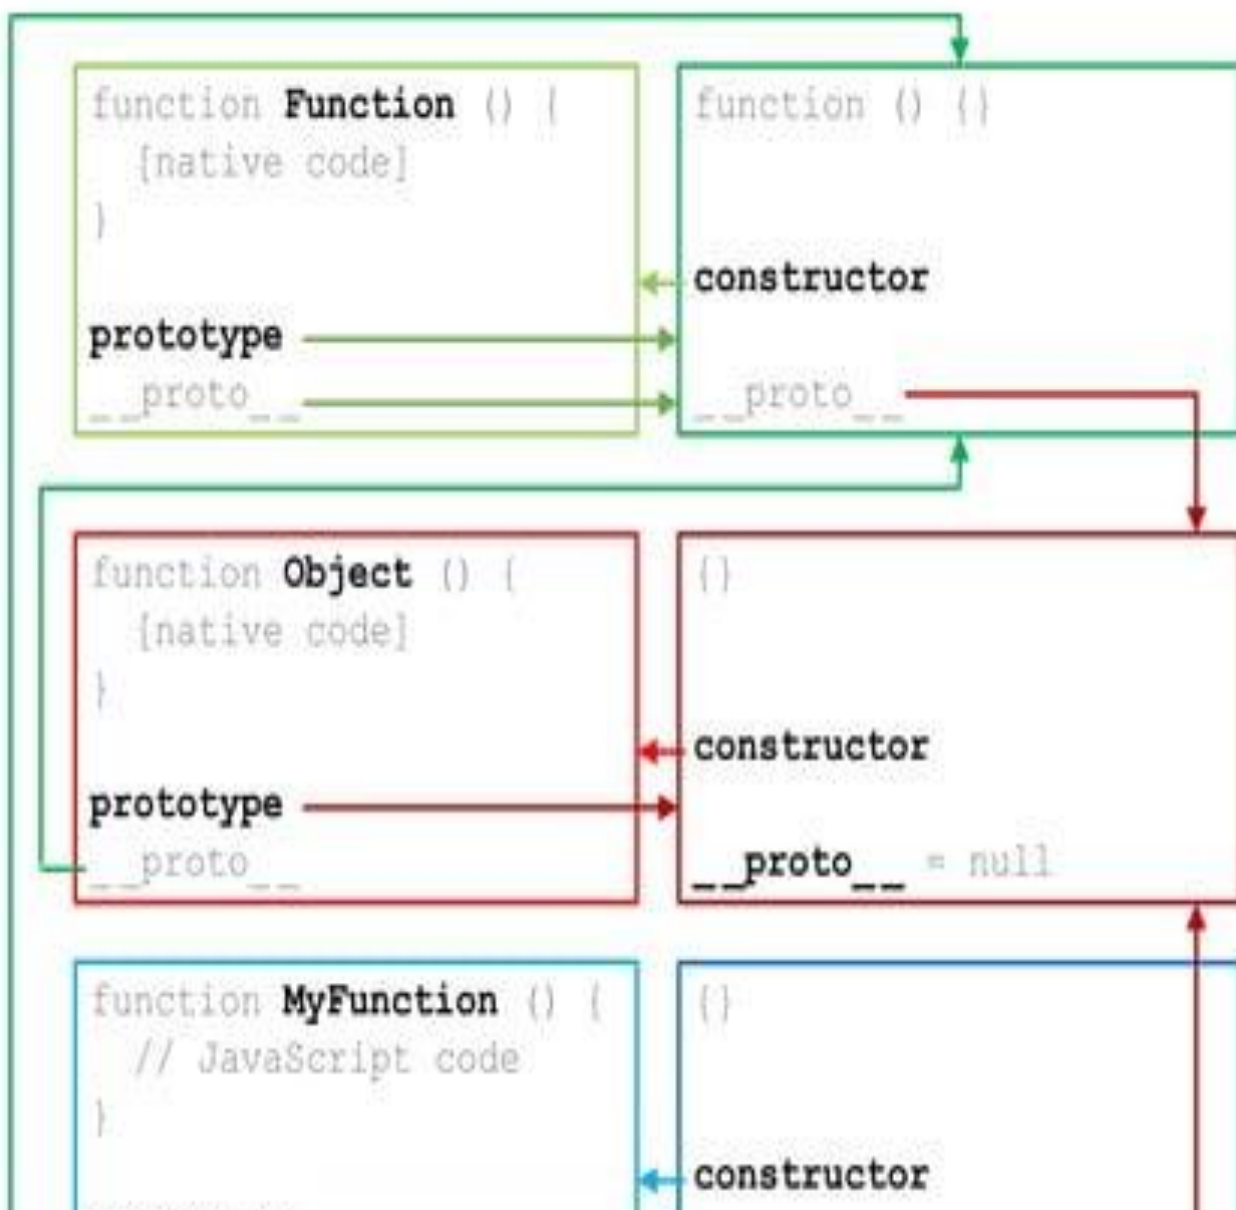 function Function () {
[native code]
}
prototype
__proto__
function () {}
constructor
__proto__
function Object () {
[native code]
}
prototype
__proto__
{}
constructor
__proto__ = null
function MyFunction () {
// JavaScript code
}
{}
constructor